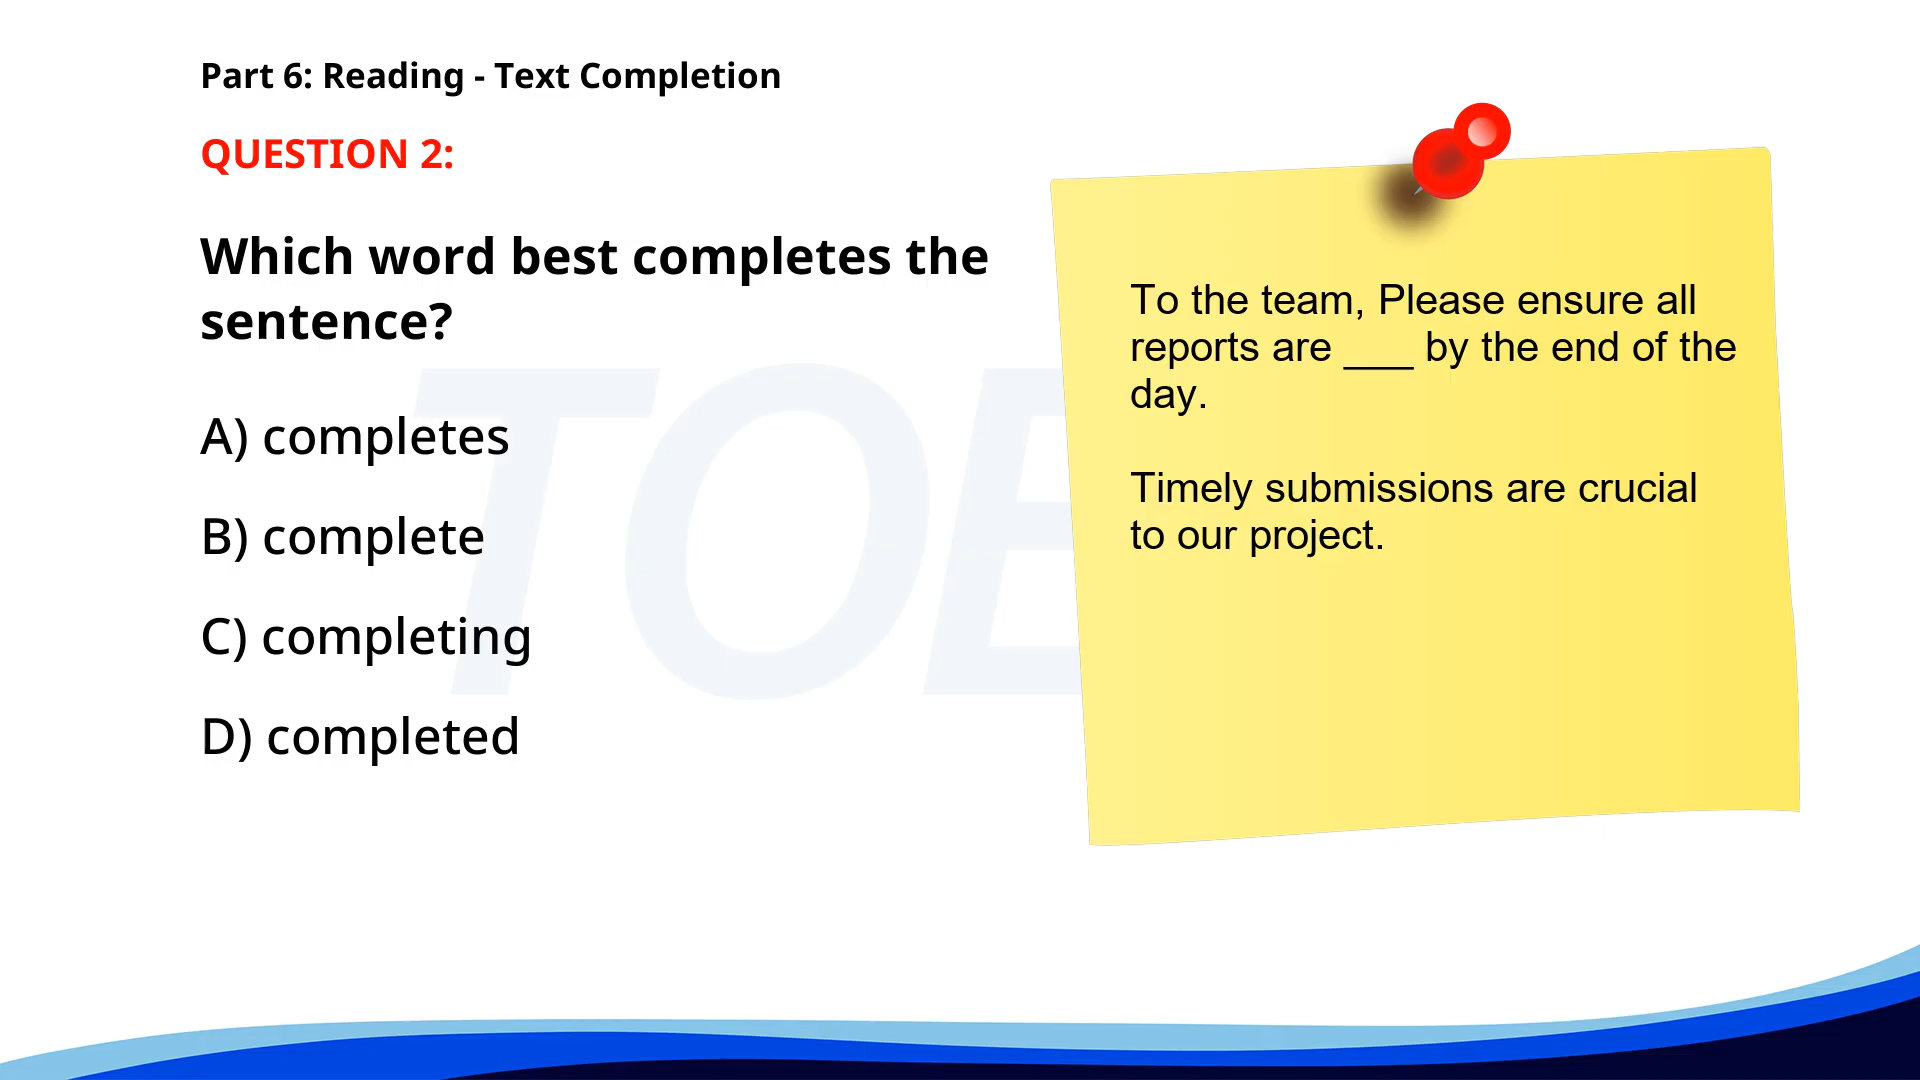 Part 6: Reading - Text Completion
QUESTION 2:
Which word best completes the
sentence?
A) completes
B) complete
C) completing
D) completed
To the team, Please ensure all
reports are ___ by the end of the
day.
Timely submissions are crucial
to our project.
TOE